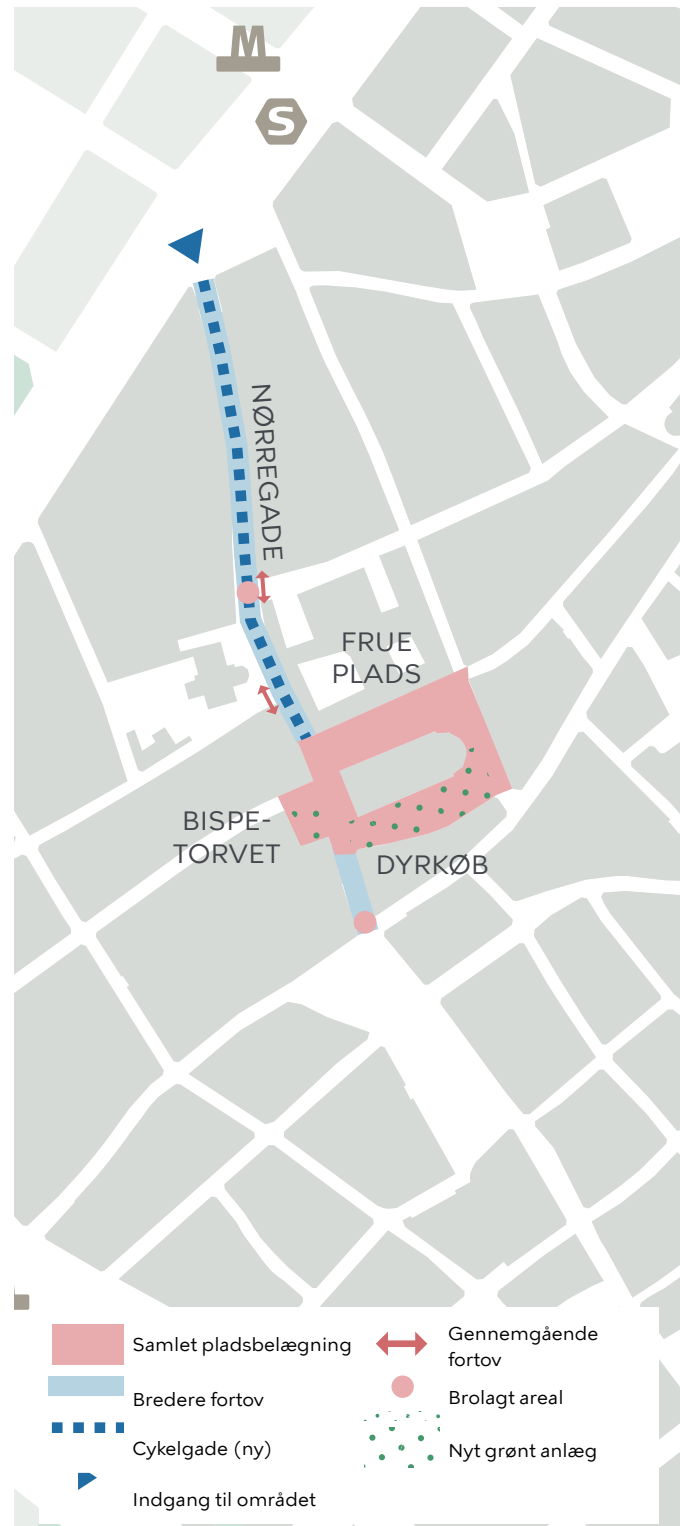 M
S
NØRREGADE
FRUE
PLADS
BISPE-
TORVET
DYRKØB
Samlet pladsbelægning
Bredere fortov
Cykelgade (ny)
Indgang til området
Gennemgående
fortov
Brolagt areal
Nyt grønt anlæg